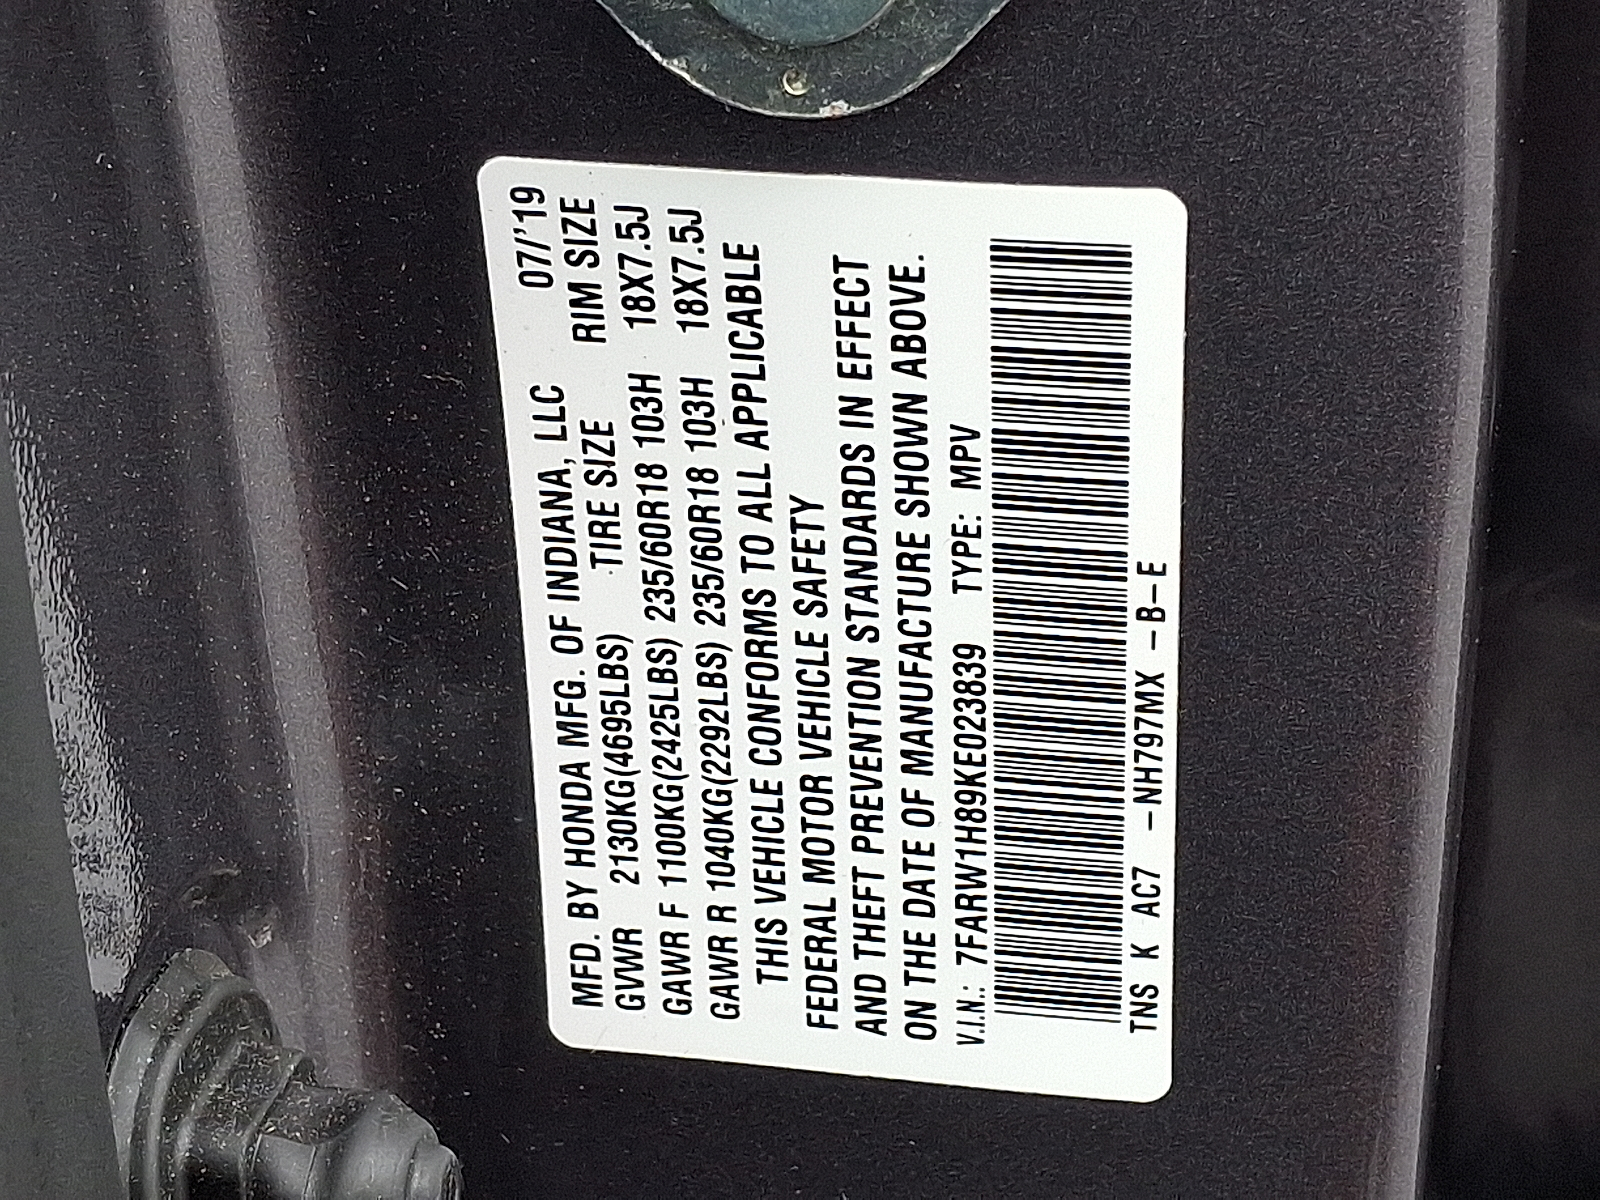 MFD. BY HONDA MFG. OF INDIANA, LLC 07/'19
GVWR 2130KG(4695LBS) TIRE SIZE RIM SIZE
GAWR F 1100KG(2425LBS) 235/60R18 103H 18X7.5J
GAWR R 1040KG(2292LBS) 235/60R18 103H 18X7.5J
THIS VEHICLE CONFORMS TO ALL APPLICABLE
FEDERAL MOTOR VEHICLE SAFETY
AND THEFT PREVENTION STANDARDS IN EFFECT
ON THE DATE OF MANUFACTURE SHOWN ABOVE.
V.I.N.: 7FARW1H89KE023839 TYPE: MPV
TNS K AC7 -NH797MX -B-E